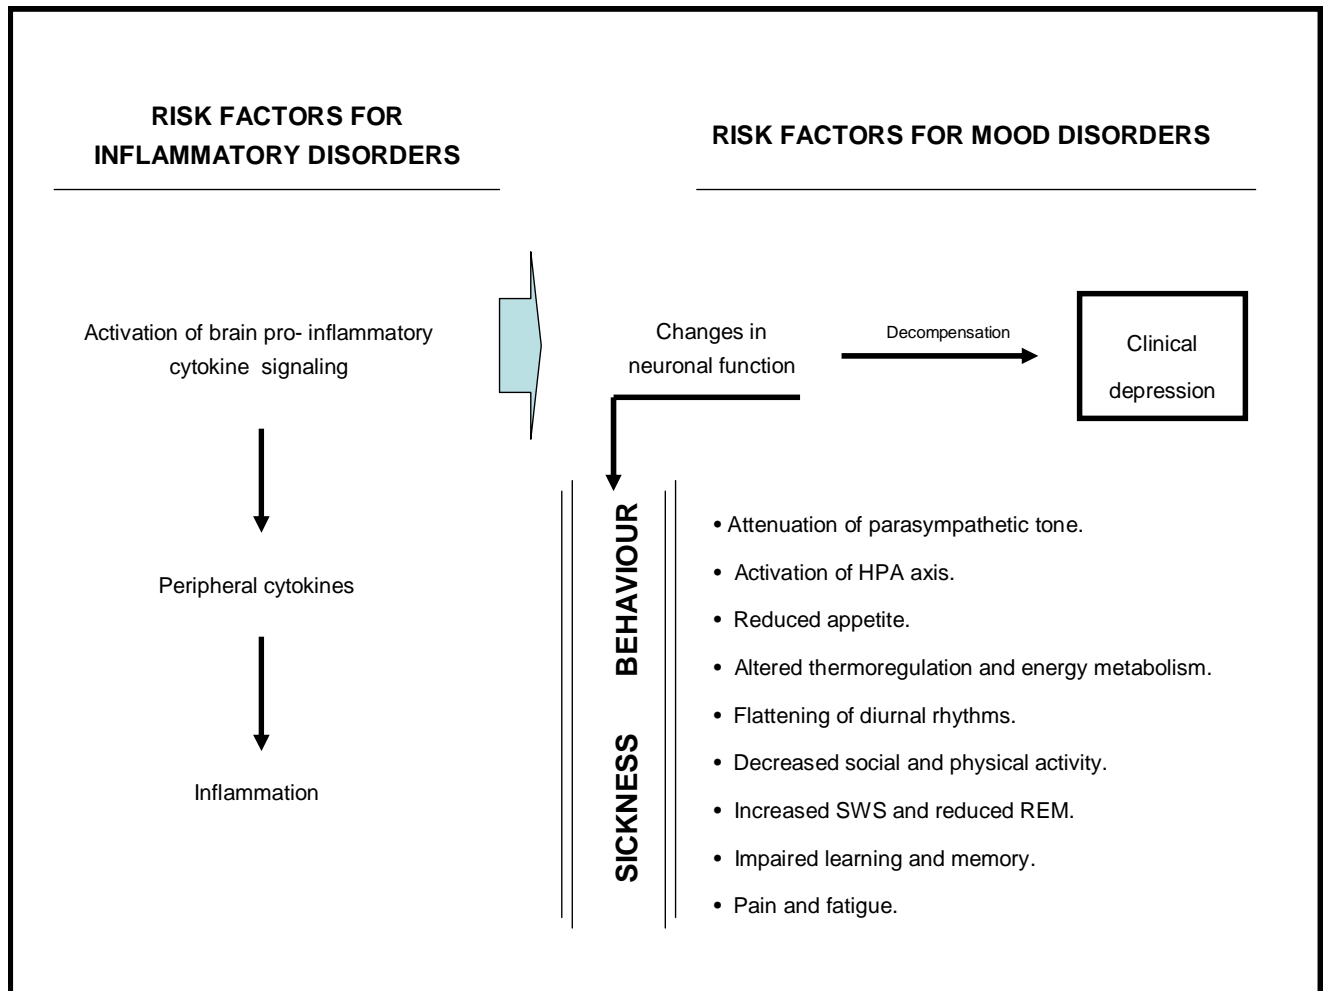 RISK FACTORS FOR
INFLAMMATORY DISORDERS
RISK FACTORS FOR MOOD DISORDERS
Activation of brain pro- inflammatory
cytokine signaling
Changes in
neuronal function
Decompensation
Clinical
depression
Peripheral cytokines
Inflammation
SICKNESS BEHAVIOUR
• Attenuation of parasympathetic tone.
• Activation of HPA axis.
• Reduced appetite.
• Altered thermoregulation and energy metabolism.
• Flattening of diurnal rhythms.
• Decreased social and physical activity.
• Increased SWS and reduced REM.
• Impaired learning and memory.
• Pain and fatigue.